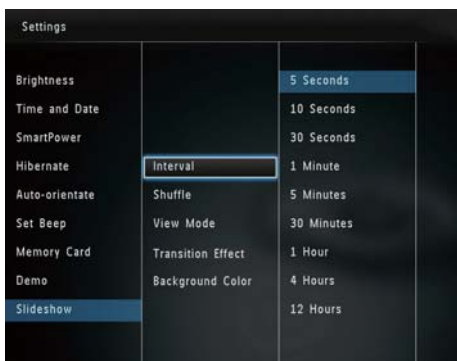 Settings
Brightness
Time and Date
SmartPower
Hibernate
Auto-orientate
Set Beep
Memory Card
Demo
Slideshow
Interval
Shuffle
View Mode
Transition Effect
Background Color
5 Seconds
10 Seconds
30 Seconds
1 Minute
5 Minutes
30 Minutes
1 Hour
4 Hours
12 Hours